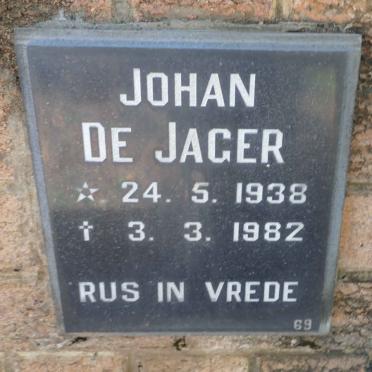 JOHAN
DE JAGER
☆ 24. 5. 1938
† 3. 3. 1982
RUS IN VREDE
69